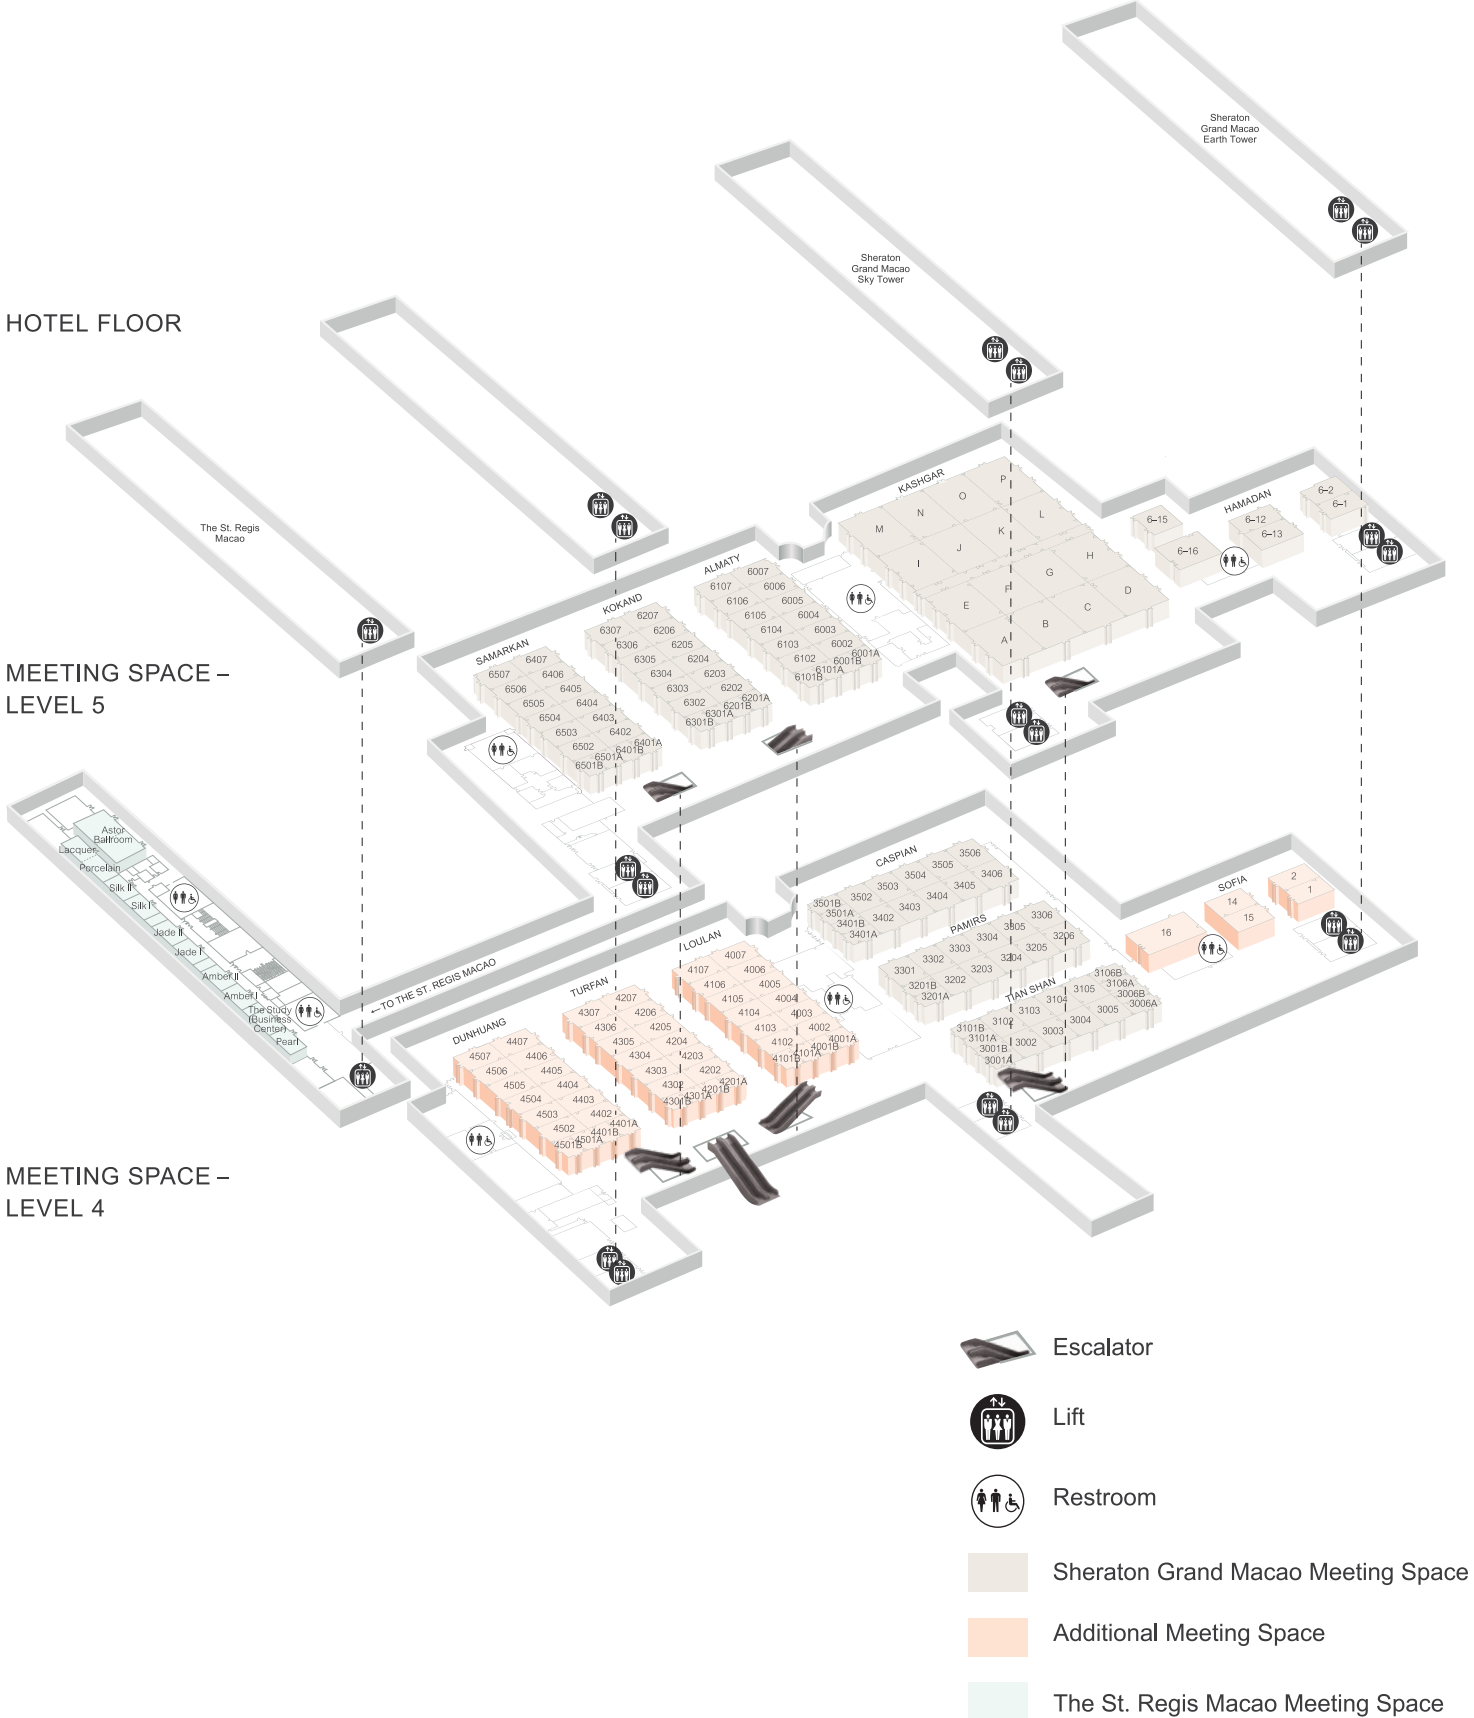 Sheraton
Grand Macao
Earth Tower
Sheraton
Grand Macao
Sky Tower
HOTEL FLOOR
The St. Regis
Macao
MEETING SPACE –
LEVEL 5
KASHGAR
P
O
N
M
L
K
J
I
H
G
F
E
D
C
B
A
HAMADAN
6–2
6–1
6–12
6–13
6–15
6–16
ALMATY
6007
6107
6006
6106
6005
6105
6004
6104
6003
6103
6002
6102
6001A
6001B
6101A
6101B
KOKAND
6207
6307
6206
6306
6205
6305
6204
6304
6203
6303
6202
6302
6201A
6201B
6301A
6301B
SAMARKAN
6407
6507
6406
6506
6405
6505
6404
6504
6403
6503
6402
6502
6401A
6401B
6501A
6501B
Astor
Ballroom
Lacquer
Porcelain
Silk II
Silk I
Jade II
Jade I
Amber II
Amber I
The Study
(Business
Center)
Pearl
←TO THE ST. REGIS MACAO
MEETING SPACE –
LEVEL 4
CASPIAN
3506
3505
3406
3504
3405
3503
3404
3502
3403
3501B
3501A
3402
3401B
3401A
PAMIRS
3306
3305
3206
3304
3205
3303
3204
3302
3203
3301
3202
3201B
3201A
TIAN SHAN
3106B
3106A
3105
3006B
3006A
3104
3005
3103
3004
3102
3003
3101B
3101A
3002
3001B
3001A
SOFIA
2
1
14
15
16
LOULAN
4007
4107
4006
4106
4005
4105
4004
4104
4003
4103
4002
4102
4001A
4001B
4101A
4101B
TURFAN
4207
4307
4206
4306
4205
4305
4204
4304
4203
4303
4202
4302
4201A
4201B
4301A
4301B
DUNHUANG
4407
4507
4406
4506
4405
4505
4404
4504
4403
4503
4402
4502
4401A
4401B
4501A
4501B
Escalator
Lift
Restroom
Sheraton Grand Macao Meeting Space
Additional Meeting Space
The St. Regis Macao Meeting Space